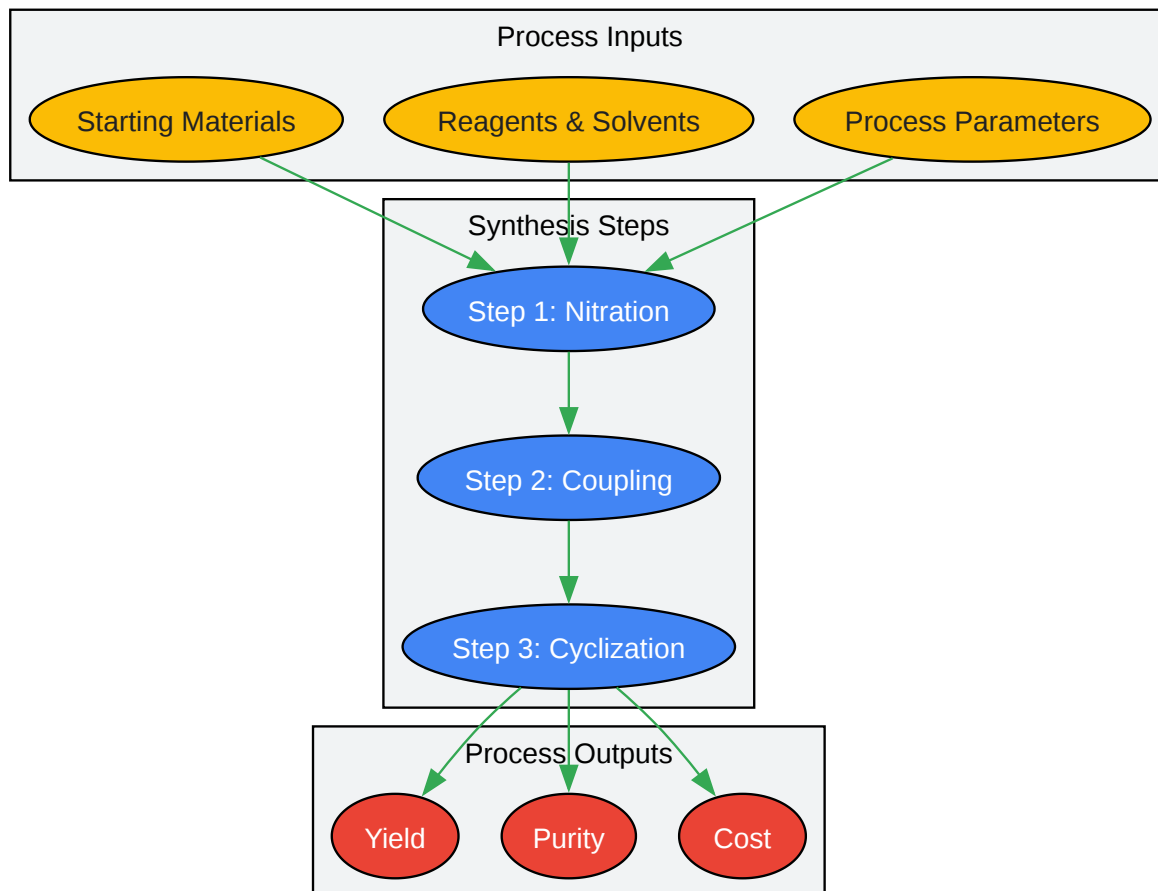 Process Inputs
Starting Materials
Reagents & Solvents
Process Parameters
Synthesis Steps
Step 1: Nitration
Step 2: Coupling
Step 3: Cyclization
Process Outputs
Yield
Purity
Cost